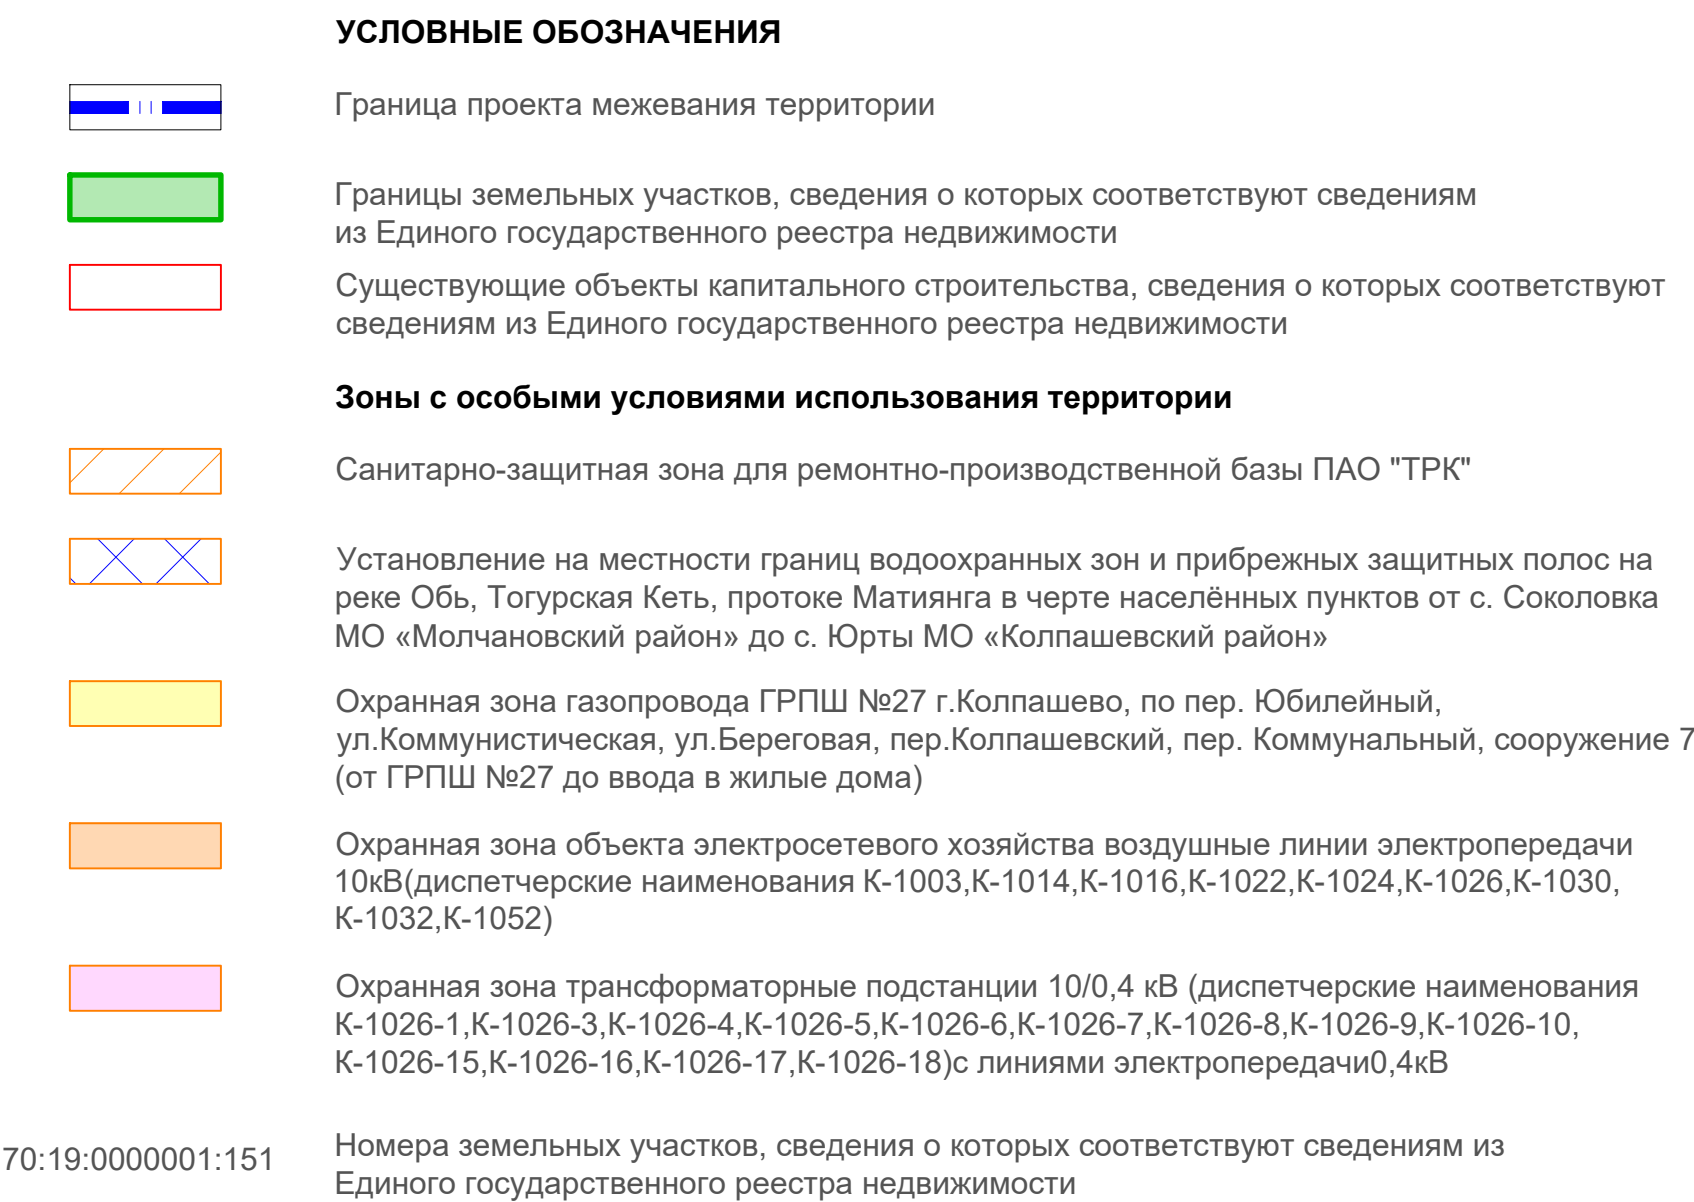 УСЛОВНЫЕ ОБОЗНАЧЕНИЯ
Граница проекта межевания территории
Границы земельных участков, сведения о которых соответствуют сведениям
из Единого государственного реестра недвижимости
Существующие объекты капитального строительства, сведения о которых соответствуют
сведениям из Единого государственного реестра недвижимости
Зоны с особыми условиями использования территории
Санитарно-защитная зона для ремонтно-производственной базы ПАО "ТРК"
Установление на местности границ водоохранных зон и прибрежных защитных полос на
реке Обь, Тогурская Кеть, протоке Матиянга в черте населённых пунктов от с. Соколовка
МО «Молчановский район» до с. Юрты МО «Колпашевский район»
Охранная зона газопровода ГРПШ №27 г.Колпашево, по пер. Юбилейный,
ул.Коммунистическая, ул.Береговая, пер.Колпашевский, пер. Коммунальный, сооружение 7
(от ГРПШ №27 до ввода в жилые дома)
Охранная зона объекта электросетевого хозяйства воздушные линии электропередачи
10кВ(диспетчерские наименования К-1003,К-1014,К-1016,К-1022,К-1024,К-1026,К-1030,
К-1032,К-1052)
Охранная зона трансформаторные подстанции 10/0,4 кВ (диспетчерские наименования
К-1026-1,К-1026-3,К-1026-4,К-1026-5,К-1026-6,К-1026-7,К-1026-8,К-1026-9,К-1026-10,
К-1026-15,К-1026-16,К-1026-17,К-1026-18)с линиями электропередачи0,4кВ
70:19:0000001:151
Номера земельных участков, сведения о которых соответствуют сведениям из
Единого государственного реестра недвижимости